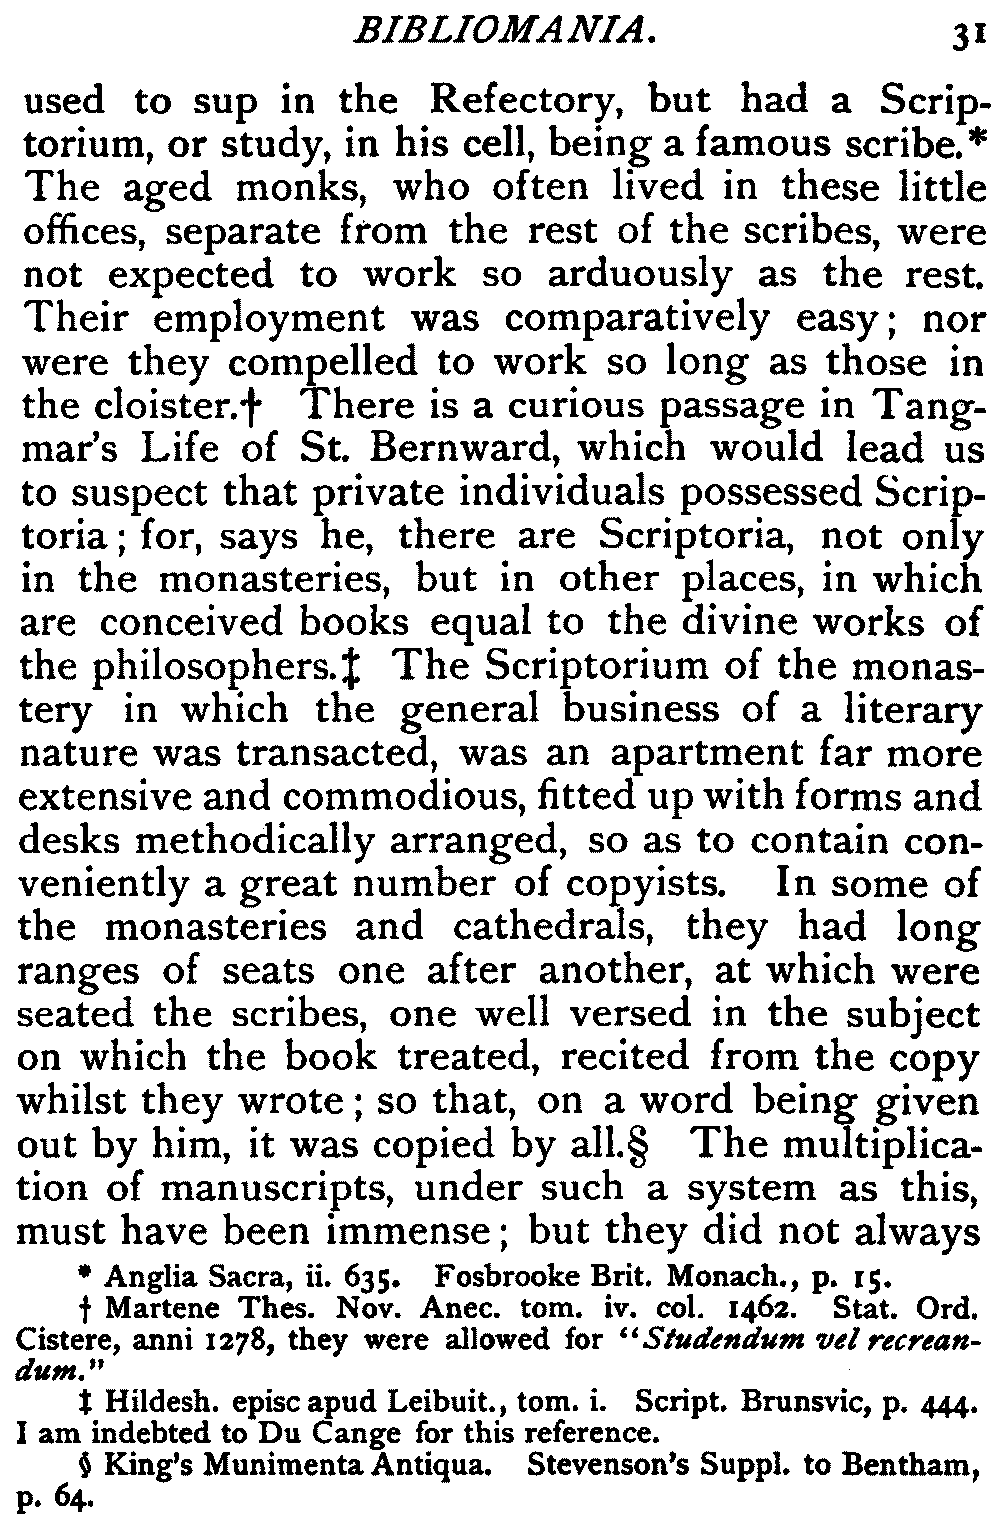 BIBLIOMANIA. 31
used to sup in the Refectory, but had a Scrip-
torium, or study, in his cell, being a famous scribe.*
The aged monks, who often lived in these little
offices, separate from the rest of the scribes, were
not expected to work so arduously as the rest.
Their employment was comparatively easy; nor
were they compelled to work so long as those in
the cloister.† There is a curious passage in Tang-
mar's Life of St. Bernward, which would lead us
to suspect that private individuals possessed Scrip-
toria; for, says he, there are Scriptoria, not only
in the monasteries, but in other places, in which
are conceived books equal to the divine works of
the philosophers.‡ The Scriptorium of the monas-
tery in which the general business of a literary
nature was transacted, was an apartment far more
extensive and commodious, fitted up with forms and
desks methodically arranged, so as to contain con-
veniently a great number of copyists. In some of
the monasteries and cathedrals, they had long
ranges of seats one after another, at which were
seated the scribes, one well versed in the subject
on which the book treated, recited from the copy
whilst they wrote; so that, on a word being given
out by him, it was copied by all.§ The multiplica-
tion of manuscripts, under such a system as this,
must have been immense; but they did not always
* Anglia Sacra, ii. 635. Fosbrooke Brit. Monach., p. 15.
† Martene Thes. Nov. Anec. tom. iv. col. 1462. Stat. Ord.
Cistere, anni 1278, they were allowed for "Studendum vel recrean-
dum."
‡ Hildesh. episc apud Leibuit., tom. i. Script. Brunsvic, p. 444.
I am indebted to Du Cange for this reference.
§ King's Munimenta Antiqua. Stevenson's Suppl. to Bentham,
p. 64.